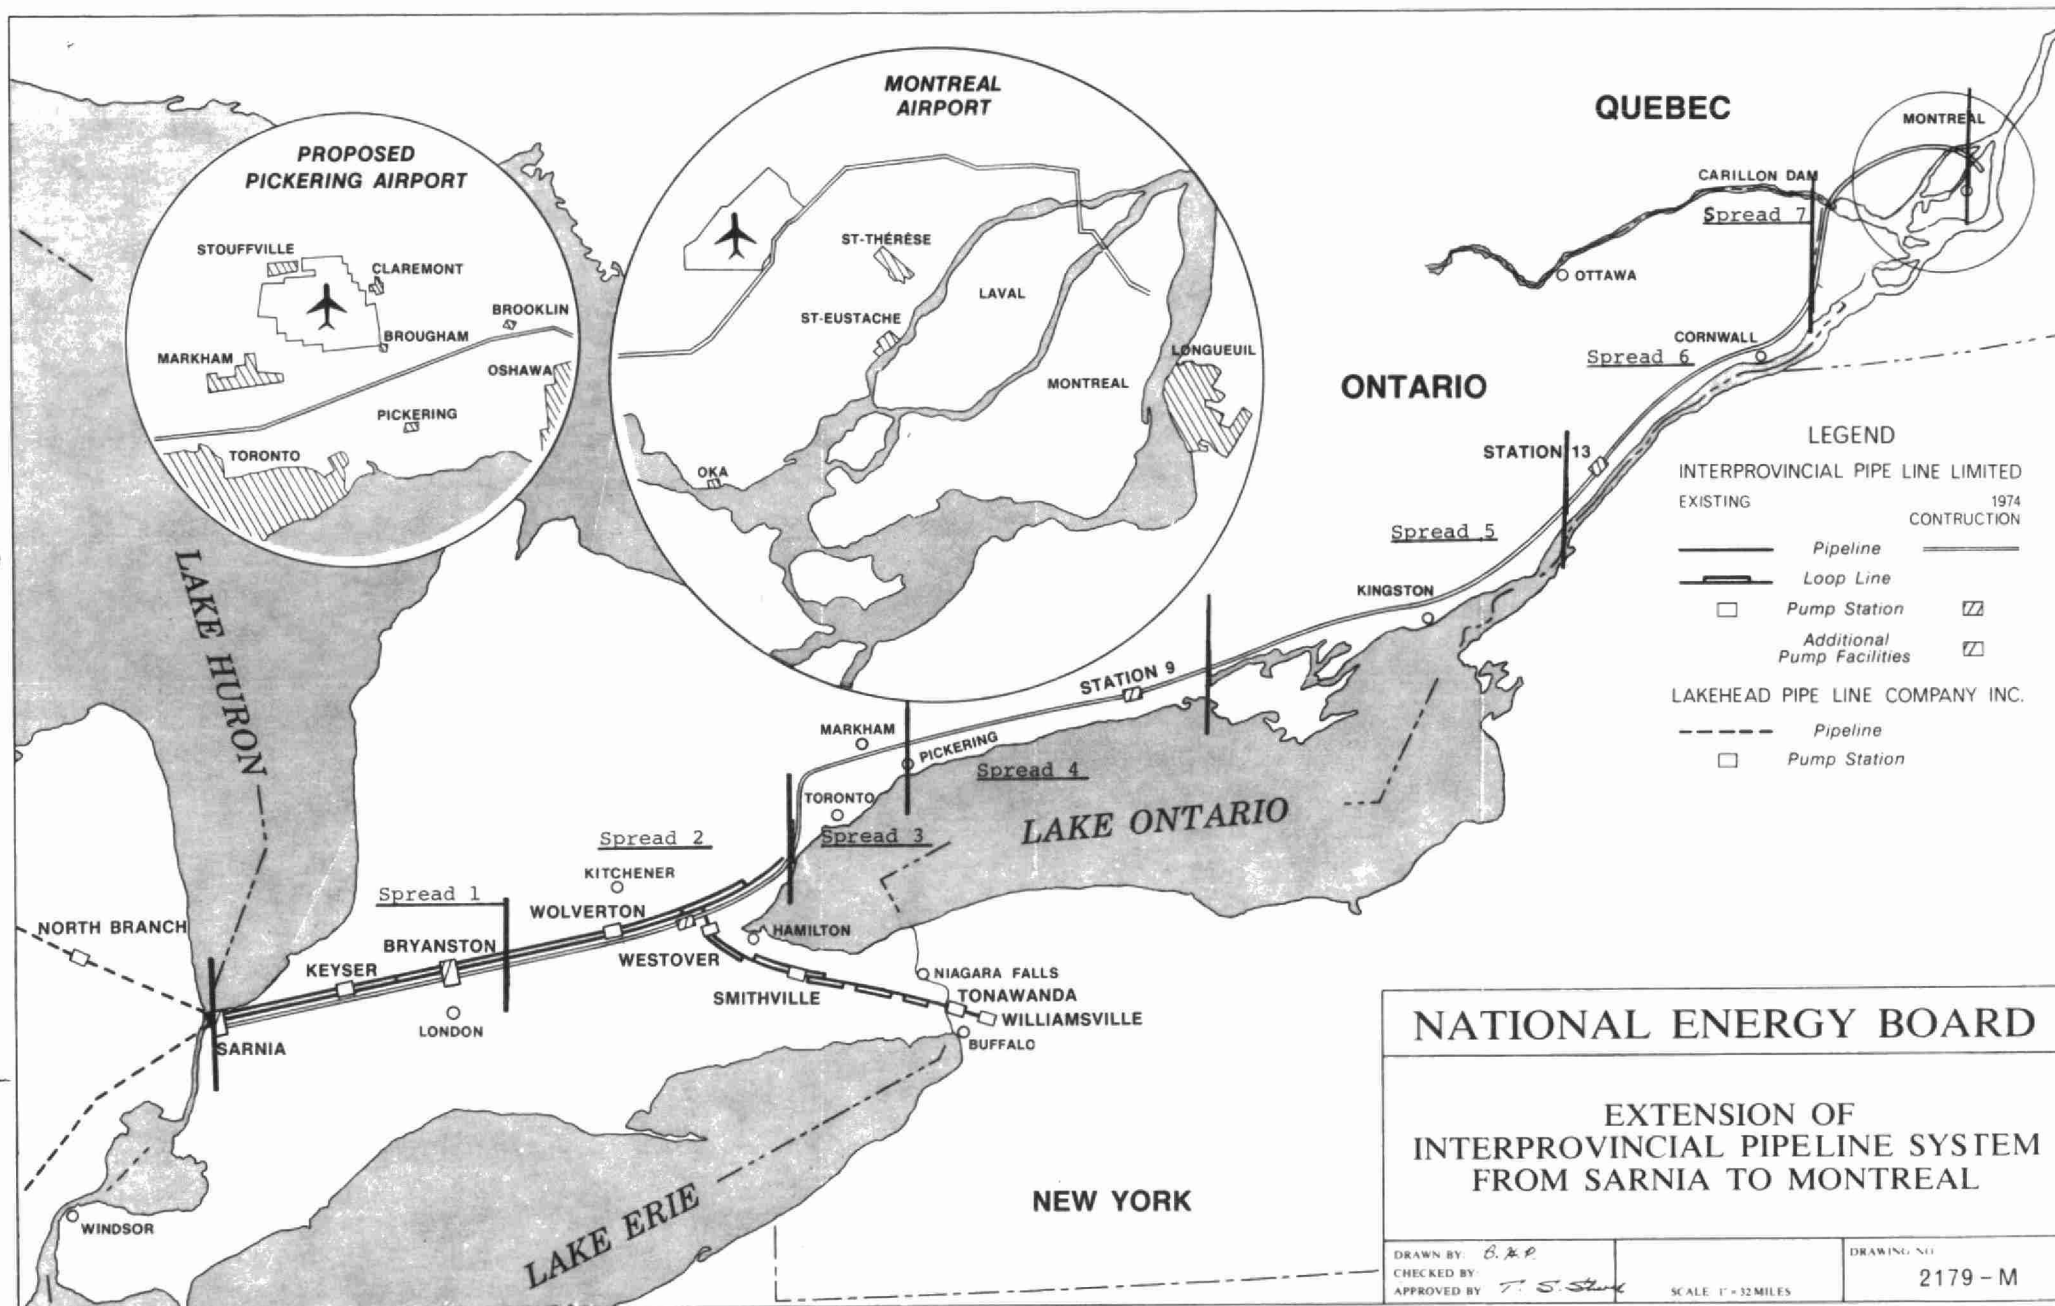 PROPOSED
PICKERING AIRPORT
STOUFFVILLE
CLAREMONT
BROOKLIN
BROUGHAM
MARKHAM
OSHAWA
PICKERING
TORONTO
MONTREAL
AIRPORT
ST-THÉRÈSE
LAVAL
ST-EUSTACHE
LONGUEUIL
MONTREAL
OKA
QUEBEC
MONTREAL
CARILLON DAM
Spread 7
OTTAWA
CORNWALL
Spread 6
ONTARIO
STATION 13
Spread 5
KINGSTON
STATION 9
MARKHAM
PICKERING
Spread 4
TORONTO
Spread 3
LAKE ONTARIO
LAKE HURON
Spread 2
KITCHENER
Spread 1
WOLVERTON
NORTH BRANCH
BRYANSTON
HAMILTON
KEYSER
WESTOVER
SMITHVILLE
NIAGARA FALLS
TONAWANDA
WILLIAMSVILLE
BUFFALO
LONDON
SARNIA
WINDSOR
LAKE ERIE
NEW YORK
LEGEND
INTERPROVINCIAL PIPE LINE LIMITED
EXISTING
1974
CONTRUCTION
Pipeline
Loop Line
Pump Station
Additional
Pump Facilities
LAKEHEAD PIPE LINE COMPANY INC.
Pipeline
Pump Station
NATIONAL ENERGY BOARD
EXTENSION OF
INTERPROVINCIAL PIPELINE SYSTEM
FROM SARNIA TO MONTREAL
DRAWN BY:
CHECKED BY
APPROVED BY T. S.
SCALE 1" = 32 MILES
DRAWING NO
2179 - M